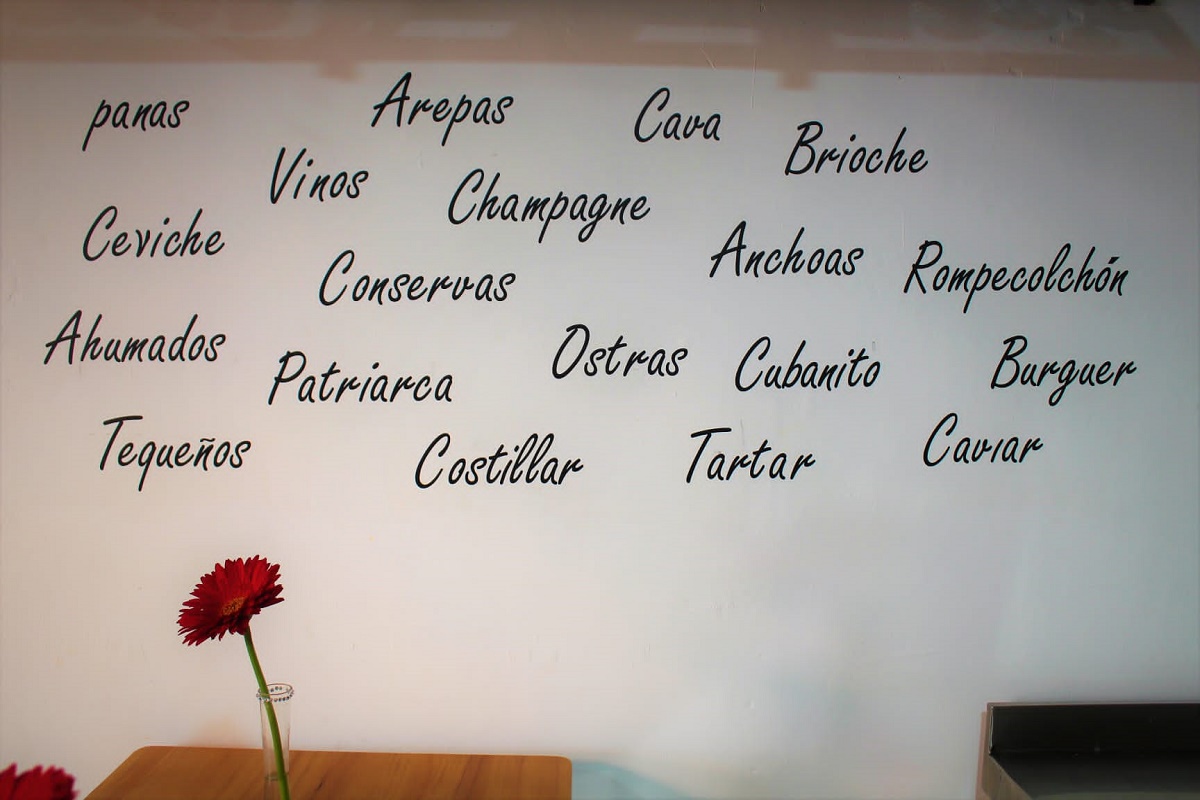 panas
Arepas
Cava
Brioche
Vinos
Champagne
Ceviche
Anchoas
Rompecolchón
Conservas
Ahumados
Patriarca
Ostras
Cubanito
Burguer
Tequeños
Costillar
Tartar
Caviar